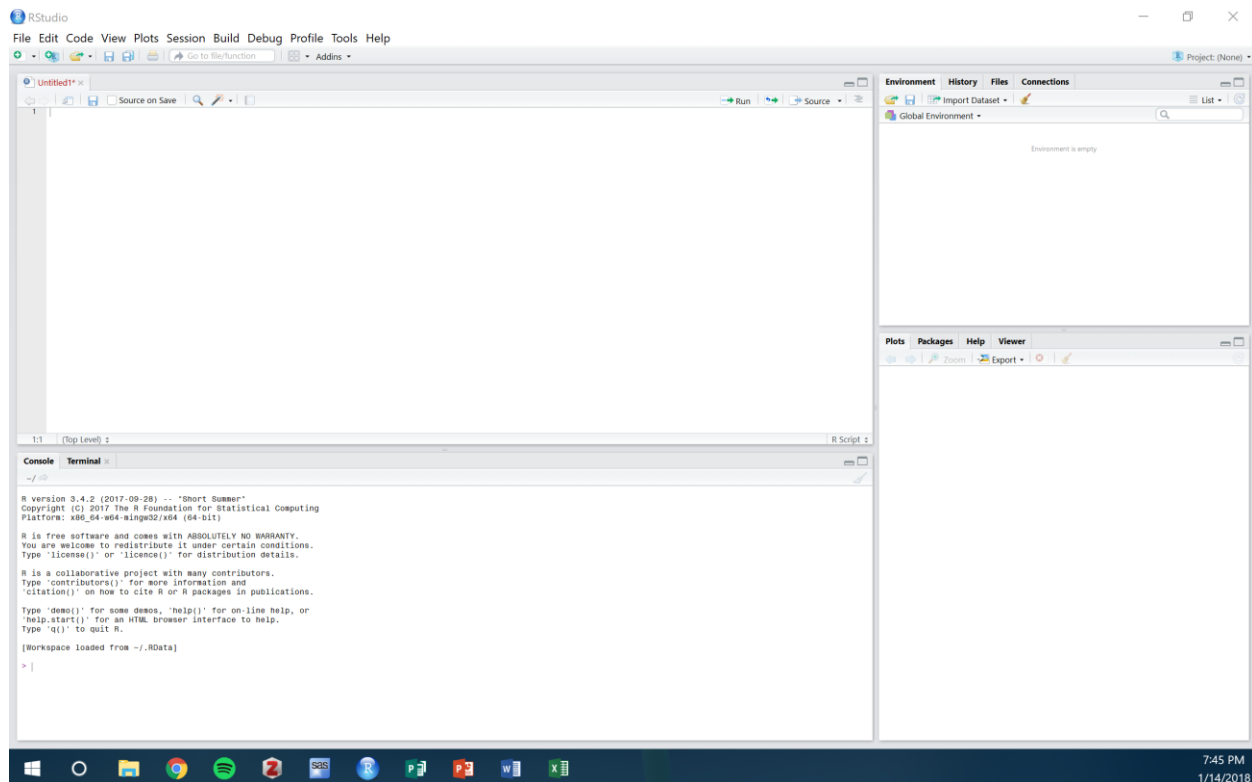 RStudio
File Edit Code View Plots Session Build Debug Profile Tools Help
Go to file/function Addins Project: (None)
Untitled1*
Source on Save Run Source
1
1:1 (Top Level) R Script
Console Terminal
~/
R version 3.4.2 (2017-09-28) -- "Short Summer"
Copyright (C) 2017 The R Foundation for Statistical Computing
Platform: x86_64-w64-mingw32/x64 (64-bit)
R is free software and comes with ABSOLUTELY NO WARRANTY.
You are welcome to redistribute it under certain conditions.
Type 'license()' or 'licence()' for distribution details.
R is a collaborative project with many contributors.
Type 'contributors()' for more information and
'citation()' on how to cite R or R packages in publications.
Type 'demo()' for some demos, 'help()' for on-line help, or
'help.start()' for an HTML browser interface to help.
Type 'q()' to quit R.
[Workspace loaded from ~/.RData]
>
Environment History Files Connections
Import Dataset List
Global Environment
Environment is empty
Plots Packages Help Viewer
Zoom Export
Z sas R P P W X
7:45 PM
1/14/2018